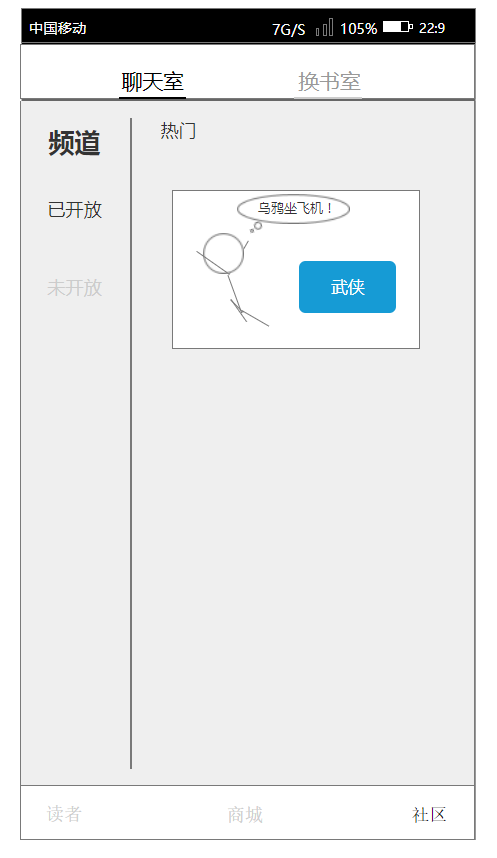 中国移动 7G/S 105% 22:9
聊天室 换书室
频道
已开放
未开放
热门
乌鸦坐飞机！
武侠
读者 商城 社区